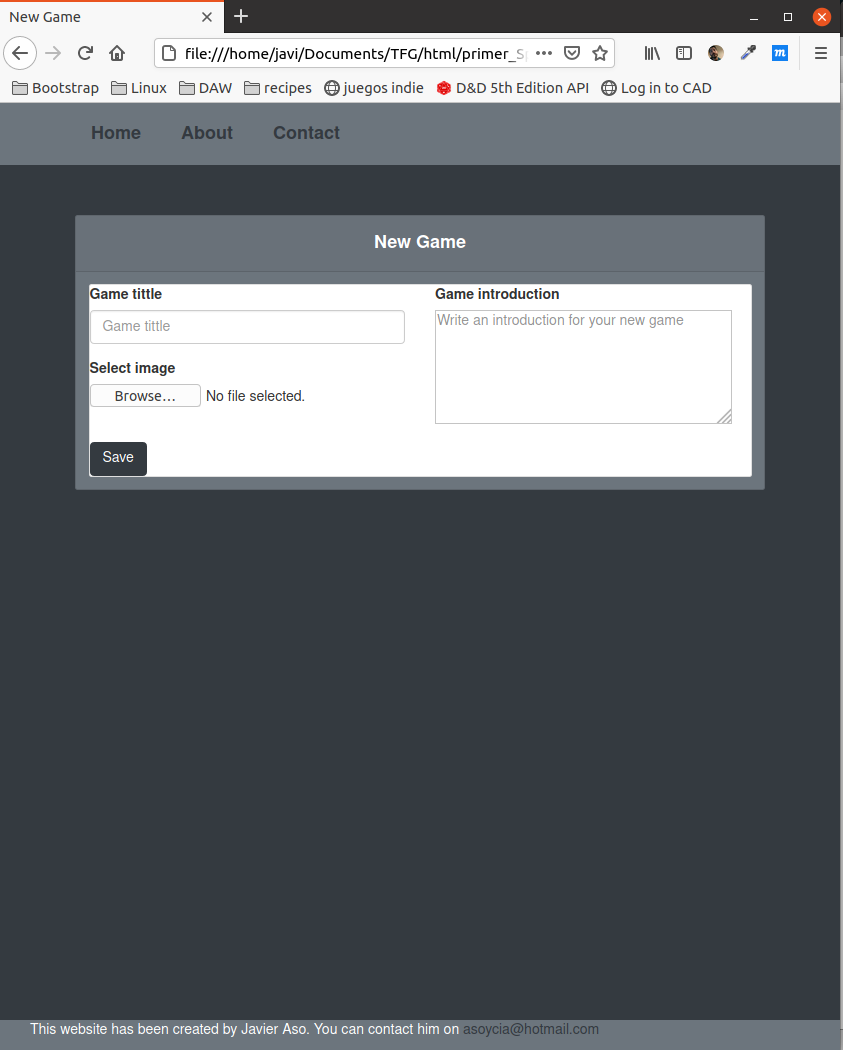 New Game
file:///home/javi/Documents/TFG/html/primer_S
Bootstrap Linux DAW recipes juegos indie D&D 5th Edition API Log in to CAD
Home About Contact
New Game
Game tittle
Game tittle
Select image
Browse... No file selected.
Game introduction
Write an introduction for your new game
Save
This website has been created by Javier Aso. You can contact him on asoycia@hotmail.com